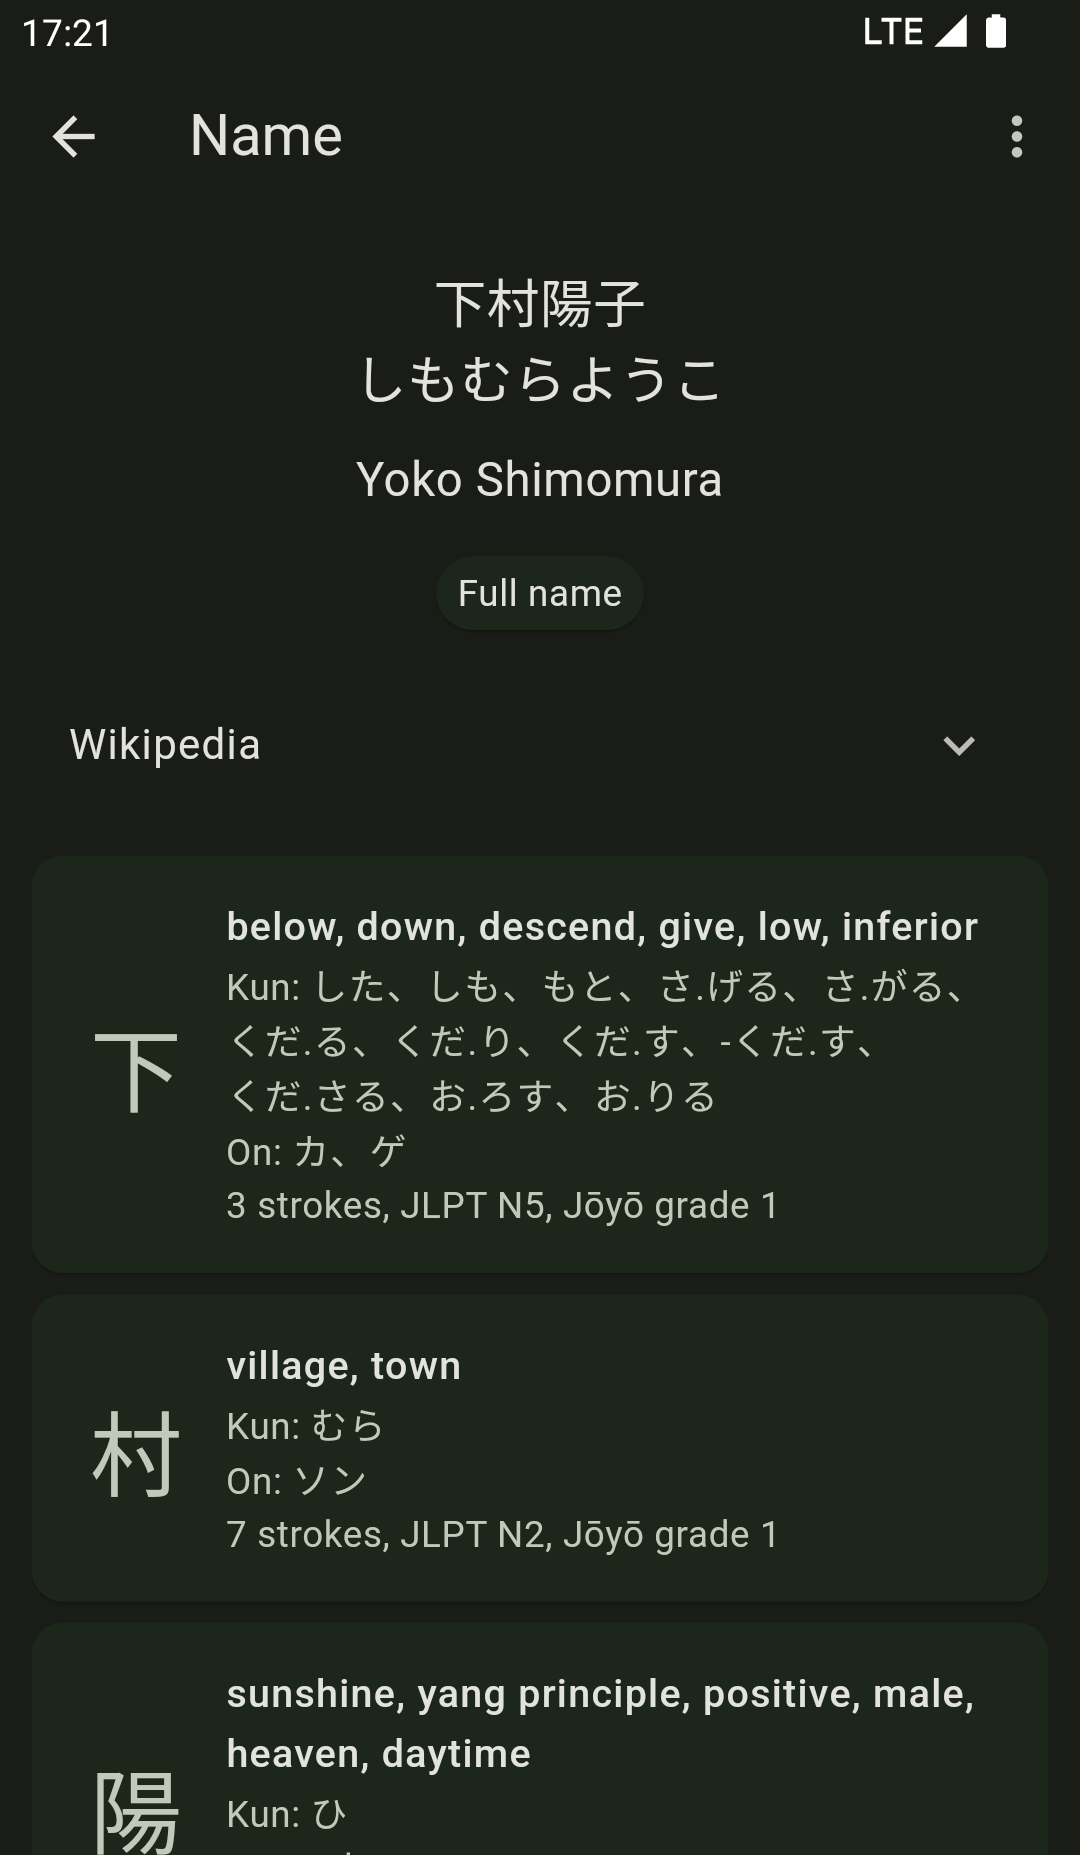 17:21 LTE
Name
下村陽子
しもむらようこ
Yoko Shimomura
Full name
Wikipedia
below, down, descend, give, low, inferior
Kun: した、しも、もと、さ.げる、さ.がる、
くだ.る、くだ.り、くだ.す、-くだ.す、
くだ.さる、お.ろす、お.りる
下
On: カ、ゲ
3 strokes, JLPT N5, Jōyō grade 1
village, town
Kun: むら
村
On: ソン
7 strokes, JLPT N2, Jōyō grade 1
sunshine, yang principle, positive, male,
heaven, daytime
陽
Kun: ひ